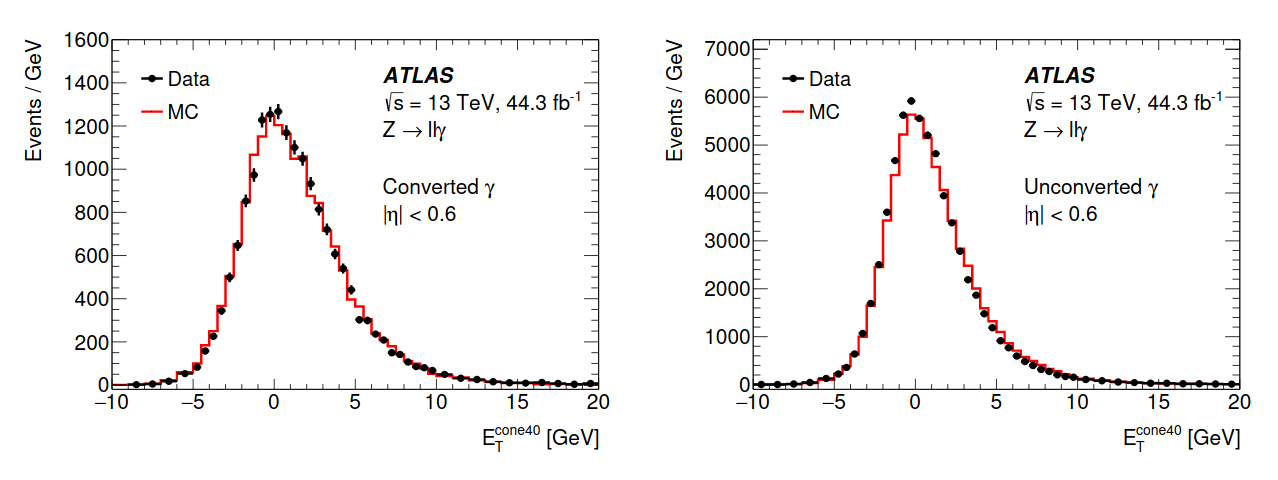 Events / GeV
1600
1400
1200
1000
800
600
400
200
0
−10 −5 0 5 10 15 20
E_T^cone40 [GeV]
Data
MC
ATLAS
√s = 13 TeV, 44.3 fb⁻¹
Z → llγ
Converted γ
|η| < 0.6
Events / GeV
7000
6000
5000
4000
3000
2000
1000
0
−10 −5 0 5 10 15 20
E_T^cone40 [GeV]
Data
MC
ATLAS
√s = 13 TeV, 44.3 fb⁻¹
Z → llγ
Unconverted γ
|η| < 0.6